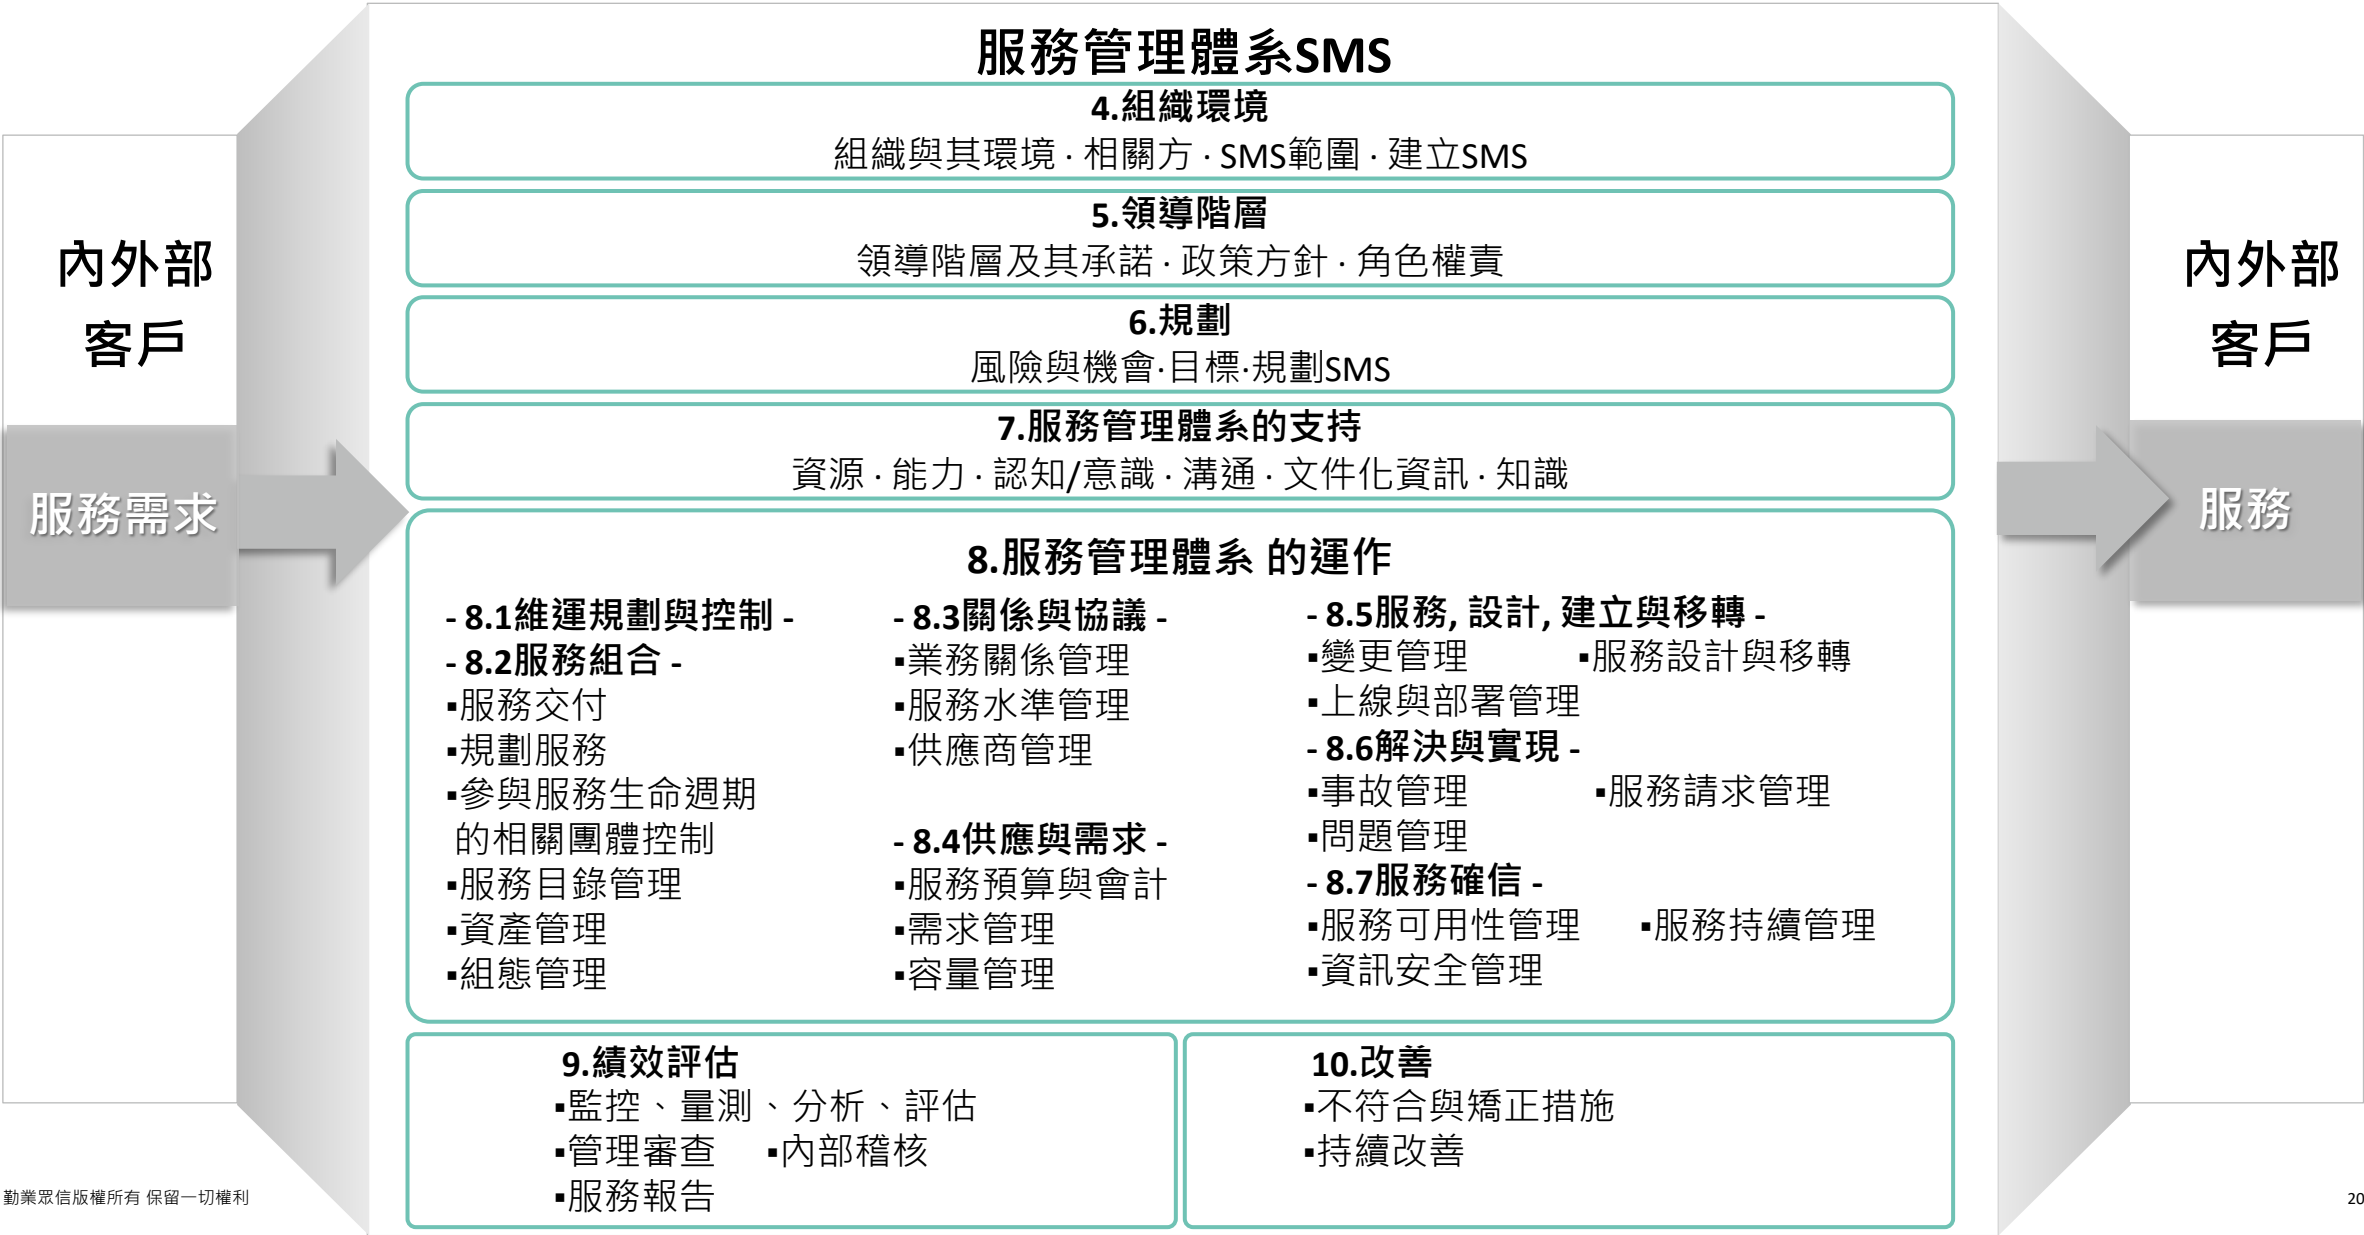 服務管理體系SMS
4.組織環境
組織與其環境·相關方·SMS範圍·建立SMS
5.領導階層
領導階層及其承諾·政策方針·角色權責
6.規劃
風險與機會·目標·規劃SMS
7.服務管理體系的支持
資源·能力·認知/意識·溝通·文件化資訊·知識
內外部
客戶
服務需求
8.服務管理體系 的運作
- 8.1維運規劃與控制 -
- 8.2服務組合 -
▪服務交付
▪規劃服務
▪參與服務生命週期
的相關團體控制
▪服務目錄管理
▪資產管理
▪組態管理
- 8.3關係與協議 -
▪業務關係管理
▪服務水準管理
▪供應商管理
- 8.4供應與需求 -
▪服務預算與會計
▪需求管理
▪容量管理
- 8.5服務, 設計, 建立與移轉 -
▪變更管理 ▪服務設計與移轉
▪上線與部署管理
- 8.6解決與實現 -
▪事故管理 ▪服務請求管理
▪問題管理
- 8.7服務確信 -
▪服務可用性管理 ▪服務持續管理
▪資訊安全管理
9.績效評估
▪監控、量測、分析、評估
▪管理審查 ▪內部稽核
▪服務報告
10.改善
▪不符合與矯正措施
▪持續改善
內外部
客戶
服務
勤業眾信版權所有 保留一切權利
20